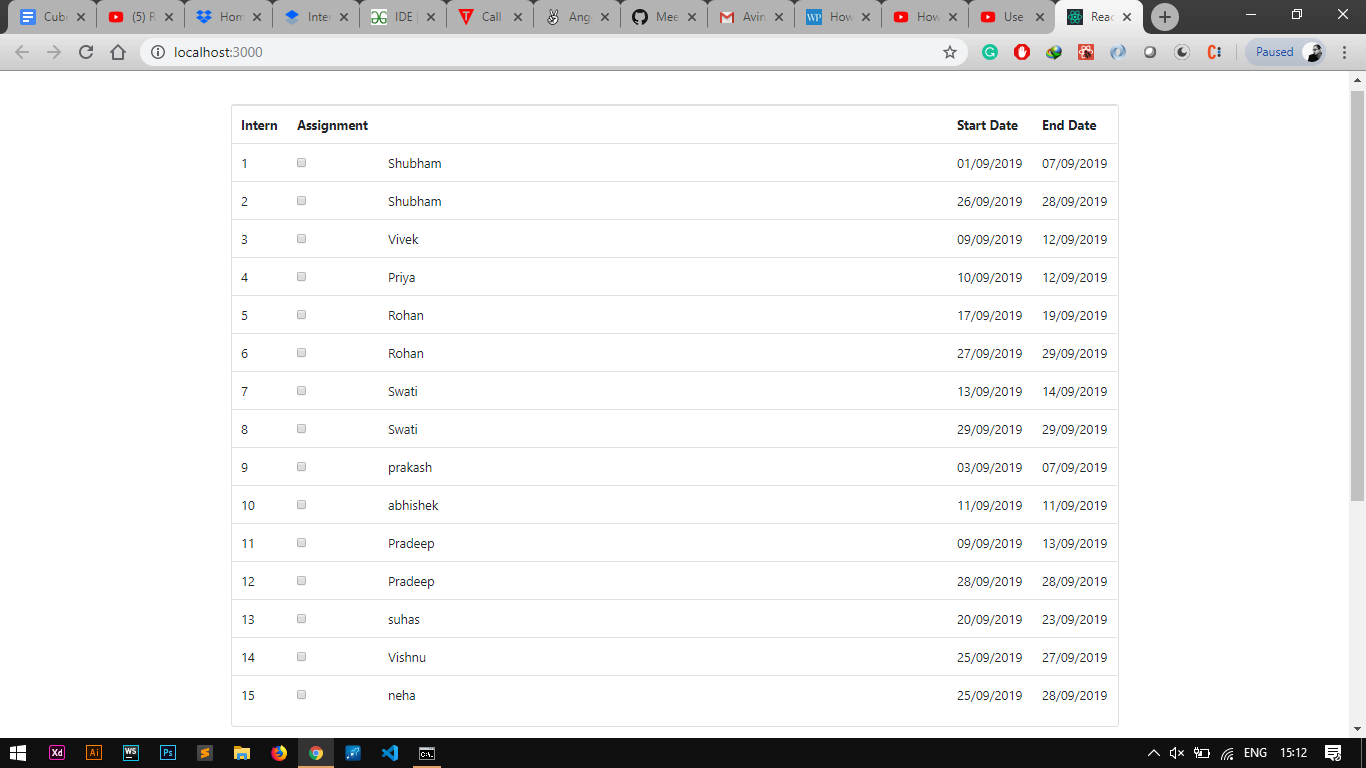 Cube (5) R Hom Inter IDE | Call Ang Mee Avin How How Use Reac
localhost:3000 Paused
Intern Assignment Start Date End Date
1 Shubham 01/09/2019 07/09/2019
2 Shubham 26/09/2019 28/09/2019
3 Vivek 09/09/2019 12/09/2019
4 Priya 10/09/2019 12/09/2019
5 Rohan 17/09/2019 19/09/2019
6 Rohan 27/09/2019 29/09/2019
7 Swati 13/09/2019 14/09/2019
8 Swati 29/09/2019 29/09/2019
9 prakash 03/09/2019 07/09/2019
10 abhishek 11/09/2019 11/09/2019
11 Pradeep 09/09/2019 13/09/2019
12 Pradeep 28/09/2019 28/09/2019
13 suhas 20/09/2019 23/09/2019
14 Vishnu 25/09/2019 27/09/2019
15 neha 25/09/2019 28/09/2019
Xd Ai WS Ps ENG 15:12